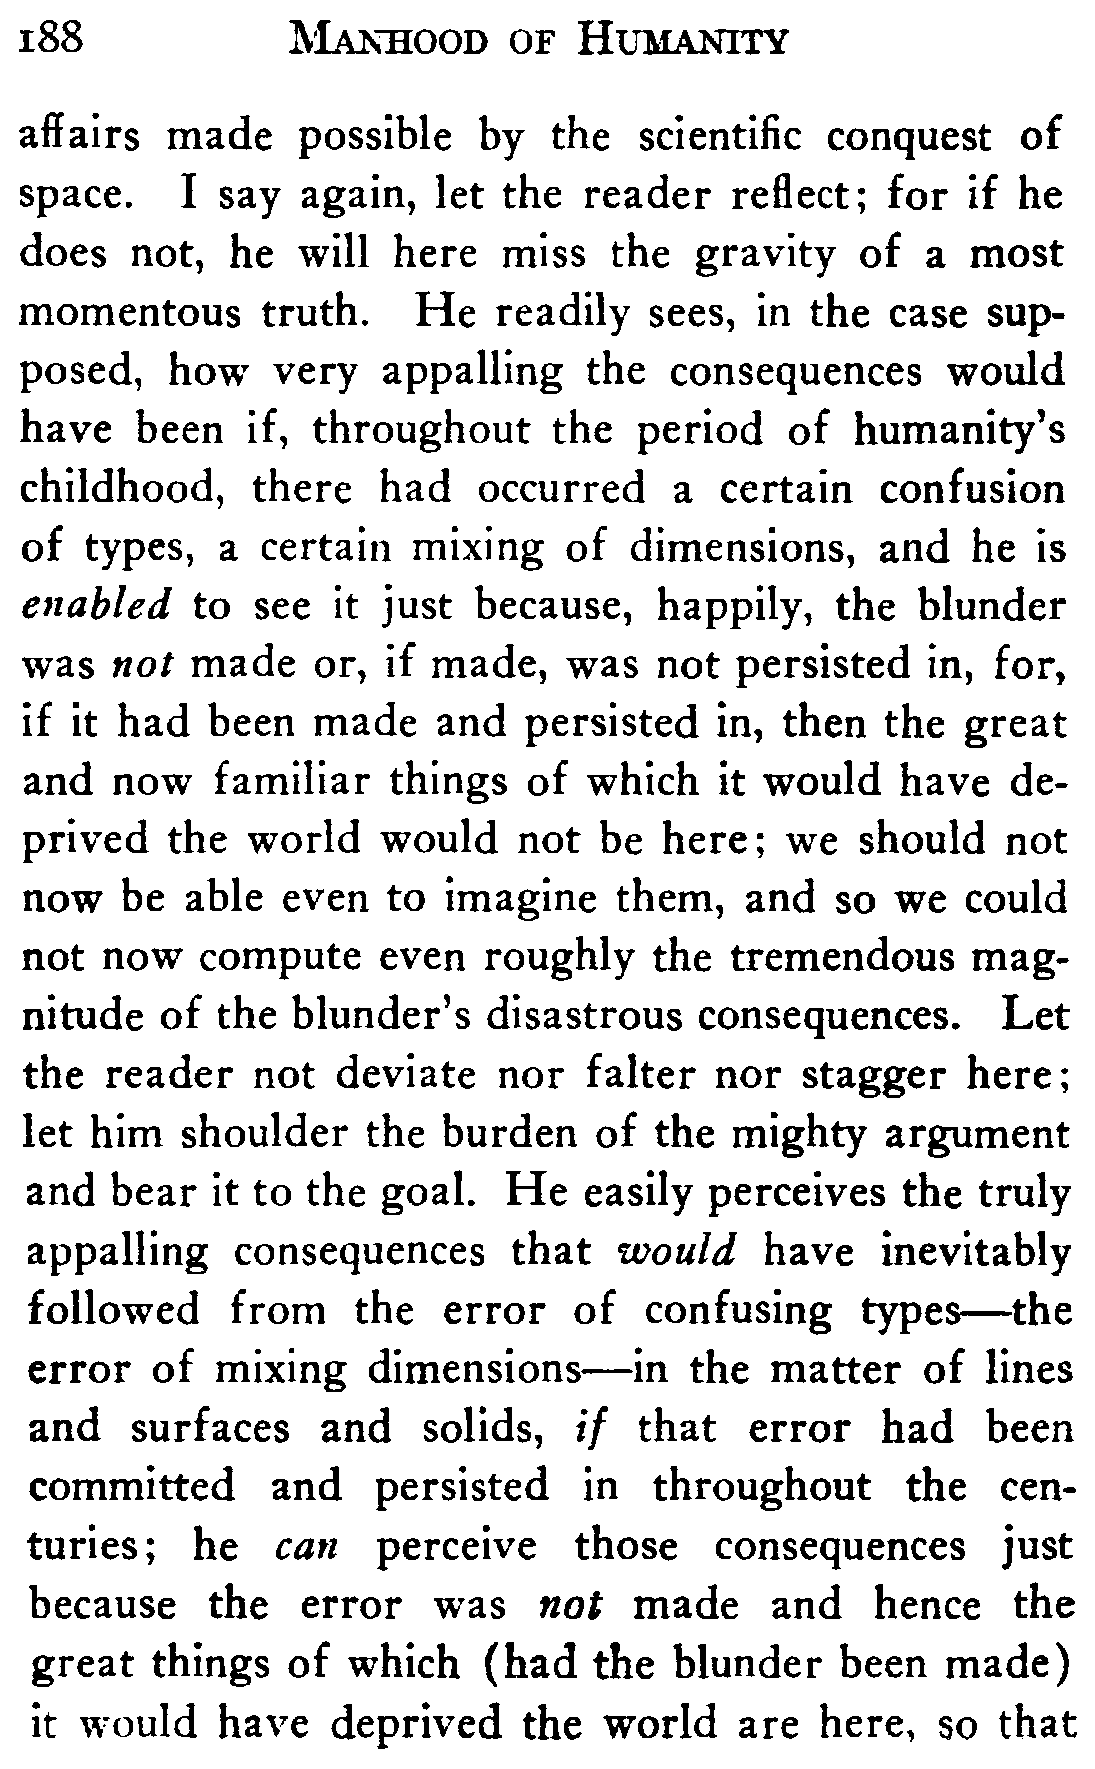 188 Manhood of Humanity
affairs made possible by the scientific conquest of
space. I say again, let the reader reflect; for if he
does not, he will here miss the gravity of a most
momentous truth. He readily sees, in the case sup-
posed, how very appalling the consequences would
have been if, throughout the period of humanity's
childhood, there had occurred a certain confusion
of types, a certain mixing of dimensions, and he is
enabled to see it just because, happily, the blunder
was not made or, if made, was not persisted in, for,
if it had been made and persisted in, then the great
and now familiar things of which it would have de-
prived the world would not be here; we should not
now be able even to imagine them, and so we could
not now compute even roughly the tremendous mag-
nitude of the blunder's disastrous consequences. Let
the reader not deviate nor falter nor stagger here;
let him shoulder the burden of the mighty argument
and bear it to the goal. He easily perceives the truly
appalling consequences that would have inevitably
followed from the error of confusing types—the
error of mixing dimensions—in the matter of lines
and surfaces and solids, if that error had been
committed and persisted in throughout the cen-
turies; he can perceive those consequences just
because the error was not made and hence the
great things of which (had the blunder been made)
it would have deprived the world are here, so that